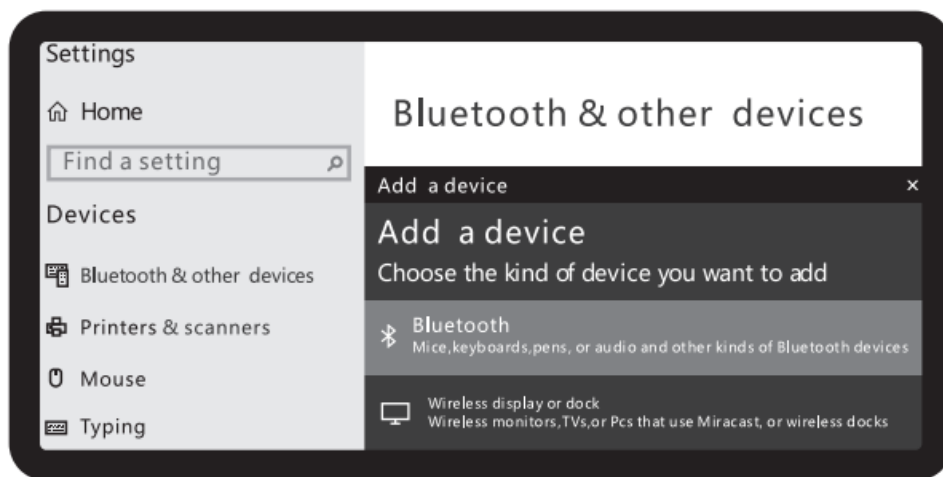 Settings
Home
Find a setting
Devices
Bluetooth & other devices
Printers & scanners
Mouse
Typing
Bluetooth & other devices
Add a device
Add a device
Choose the kind of device you want to add
Bluetooth
Mice,keyboards,pens, or audio and other kinds of Bluetooth devices
Wireless display or dock
Wireless monitors,TVs,or Pcs that use Miracast, or wireless docks